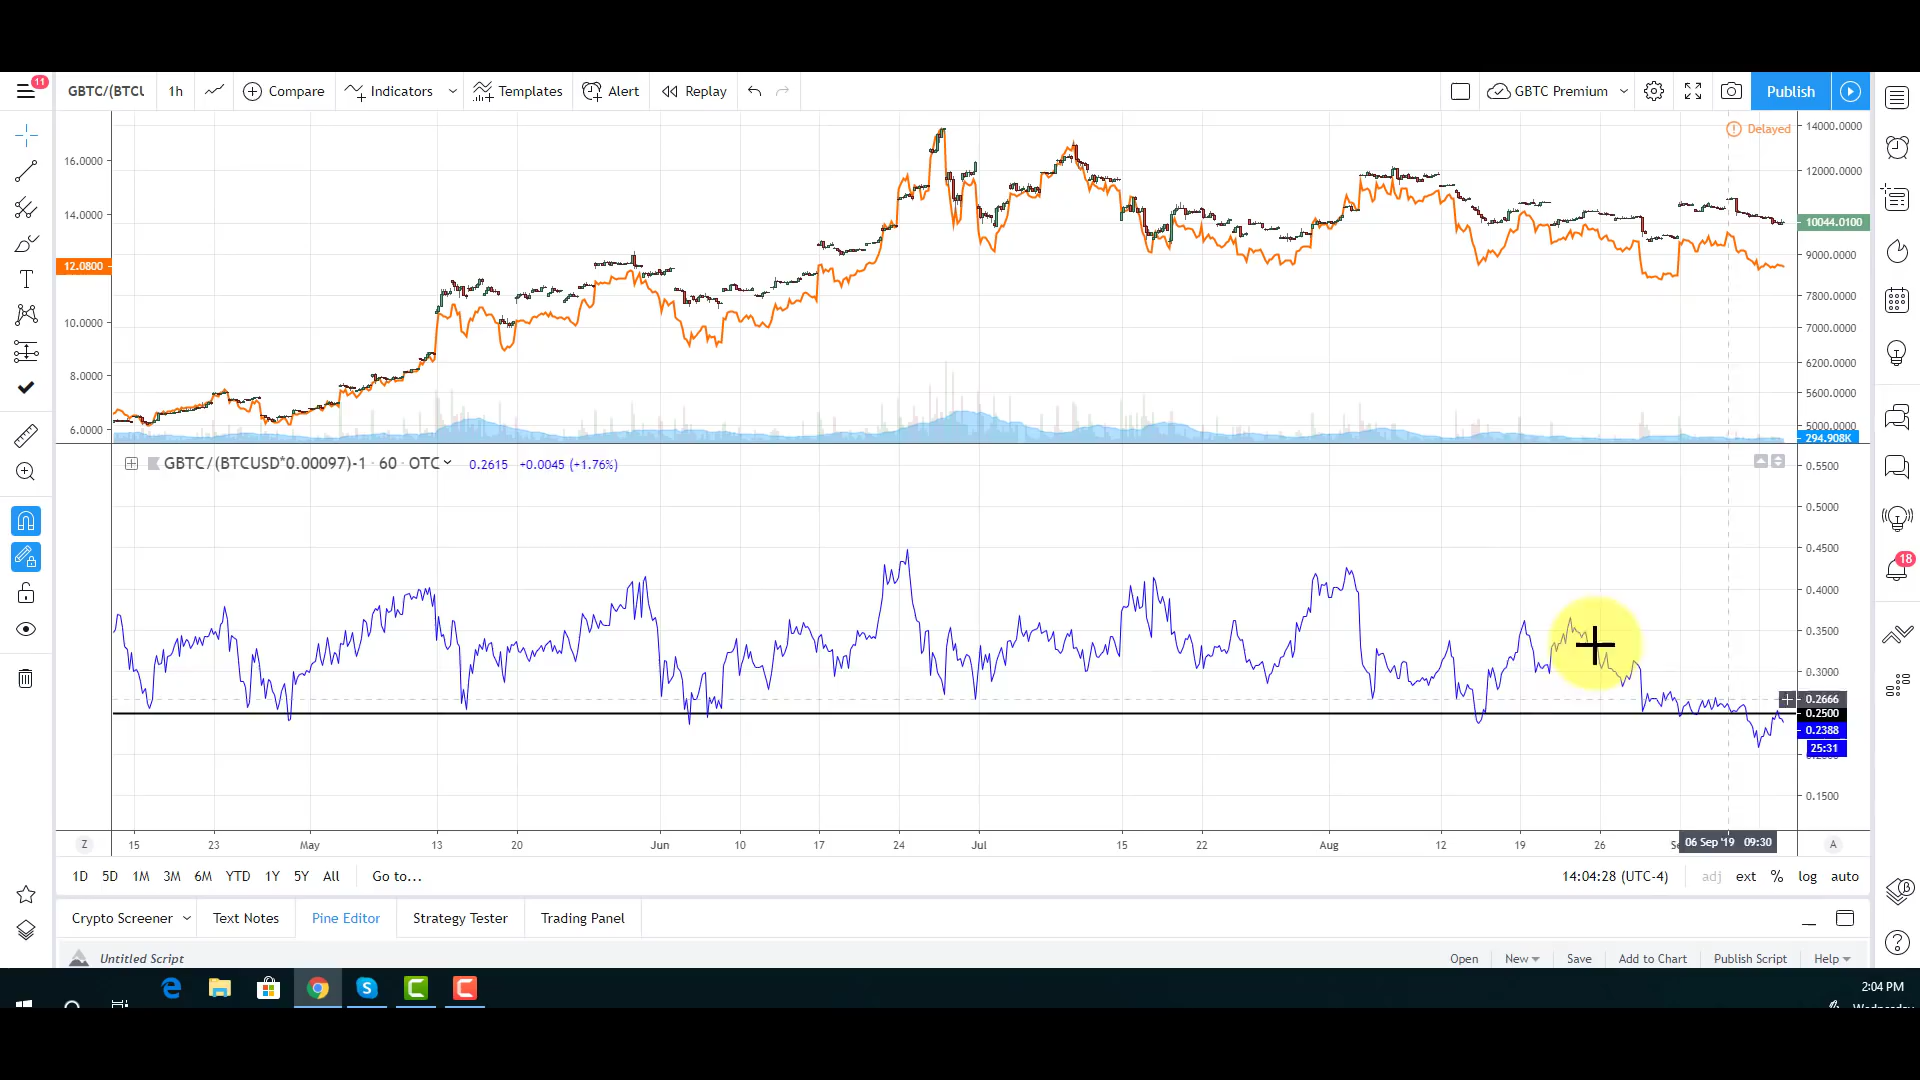 11
GBTC/(BTCU
1h
Compare
Indicators
Templates
Alert
Replay
GBTC Premium
Publish
Delayed
16.0000
14.0000
12.0800
10.0000
8.0000
6.0000
14000.0000
12000.0000
10044.0100
9000.0000
7800.0000
7000.0000
6200.0000
5600.0000
5000.0000
294.908K
GBTC/(BTCUSD*0.00097)-1 · 60 · OTC 0.2615 +0.0045 (+1.76%)
0.5500
0.5000
0.4500
0.4000
0.3500
0.3000
0.2666
0.2500
0.2388
25:31
0.1500
18
Z 15 23 May 13 20 Jun 10 17 24 Jul 15 22 Aug 12 19 26 06 Sep '19 09:30 A
1D 5D 1M 3M 6M YTD 1Y 5Y All Go to... 14:04:28 (UTC-4) adj ext % log auto
Crypto Screener Text Notes Pine Editor Strategy Tester Trading Panel
Untitled Script Open New Save Add to Chart Publish Script Help
2:04 PM